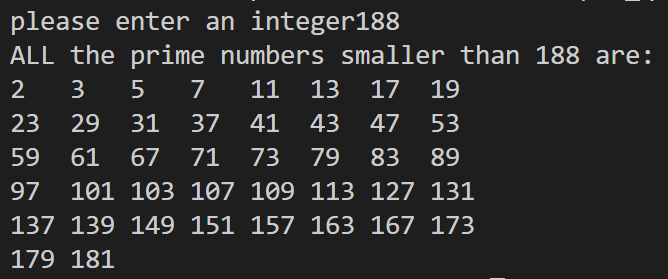 please enter an integer188
ALL the prime numbers smaller than 188 are:
2   3   5   7   11  13  17  19
23  29  31  37  41  43  47  53
59  61  67  71  73  79  83  89
97  101 103 107 109 113 127 131
137 139 149 151 157 163 167 173
179 181